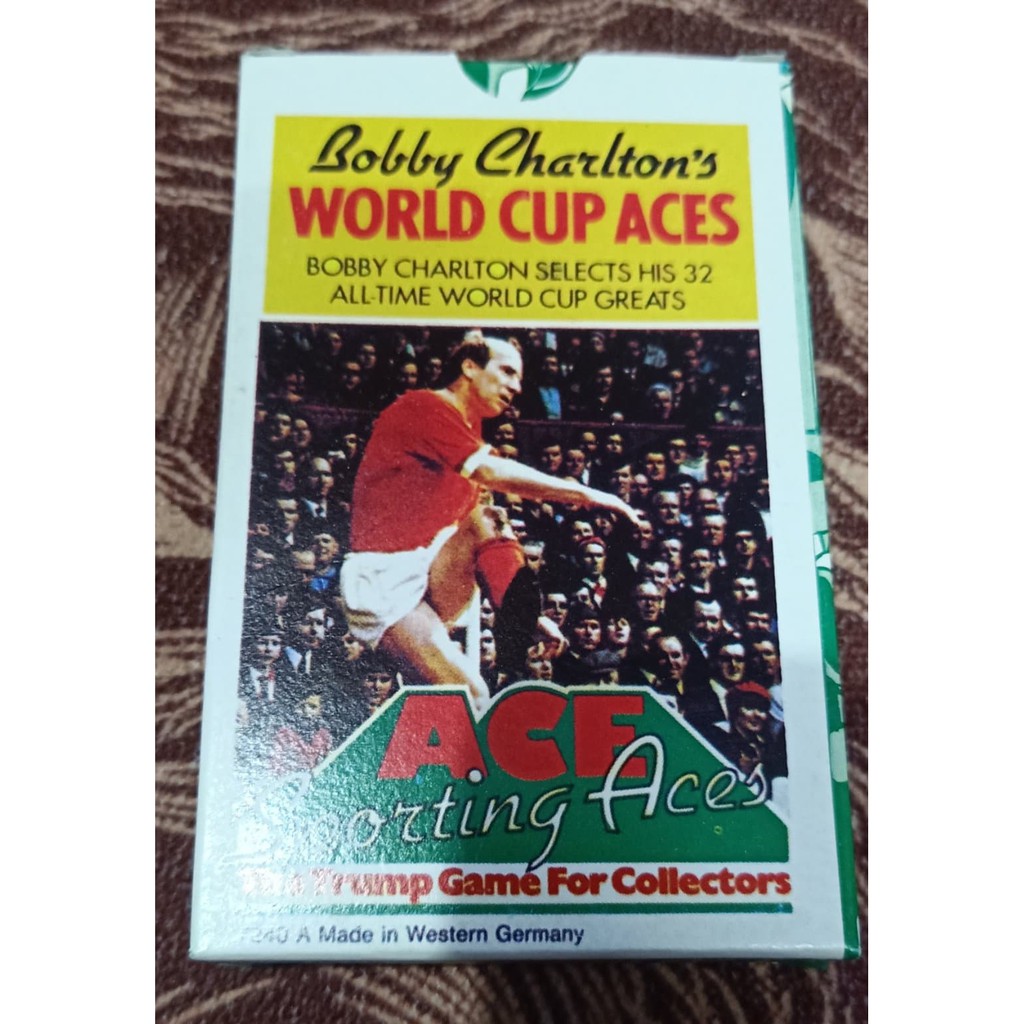 Bobby Charlton's
WORLD CUP ACES
BOBBY CHARLTON SELECTS HIS 32
ALL-TIME WORLD CUP GREATS
ACE
Sporting Aces
The Trump Game For Collectors
A Made in Western Germany